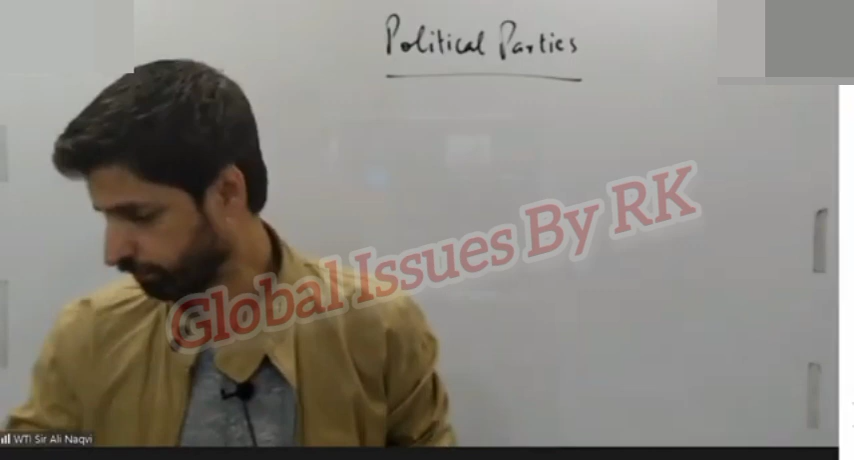 Political Parties
Global Issues By RK
WTI Sir Ali Naqvi